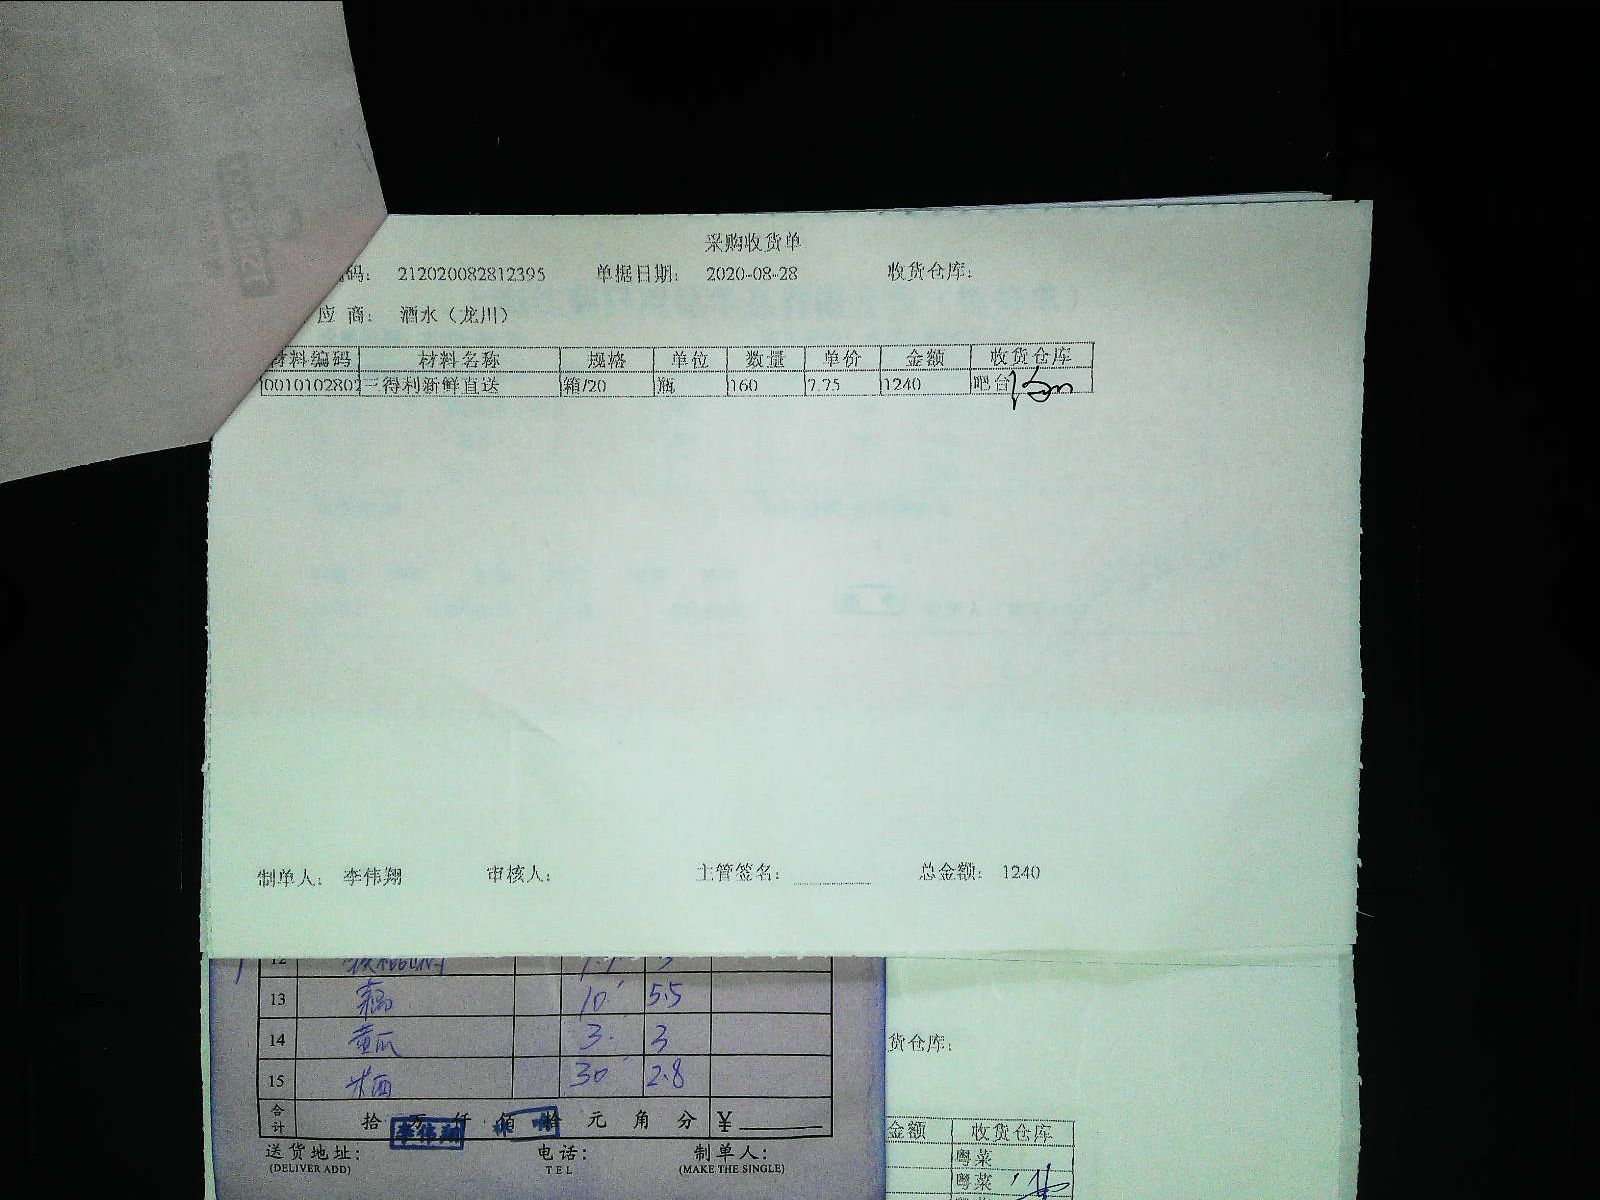 采购收货单
码： 212020082812395 单据日期： 2020-08-28 收货仓库：
应 商： 酒水（龙川）
材料编码 材料名称 规格 单位 数量 单价 金额 收货仓库
0010102802 三得利新鲜直送 箱/20 瓶 160 7.75 1240 吧台
制单人： 李伟翔 审核人： 主管签名： 总金额： 1240
12
13 10 5.5
14 黄瓜 3 3
15 30 2.8
合计 拾 万 仟 佰 拾 元 角 分 ¥
李伟翔
送货地址： 电话： 制单人：
(DELIVER ADD) TEL (MAKE THE SINGLE)
货仓库：
金额 收货仓库
粤菜
粤菜